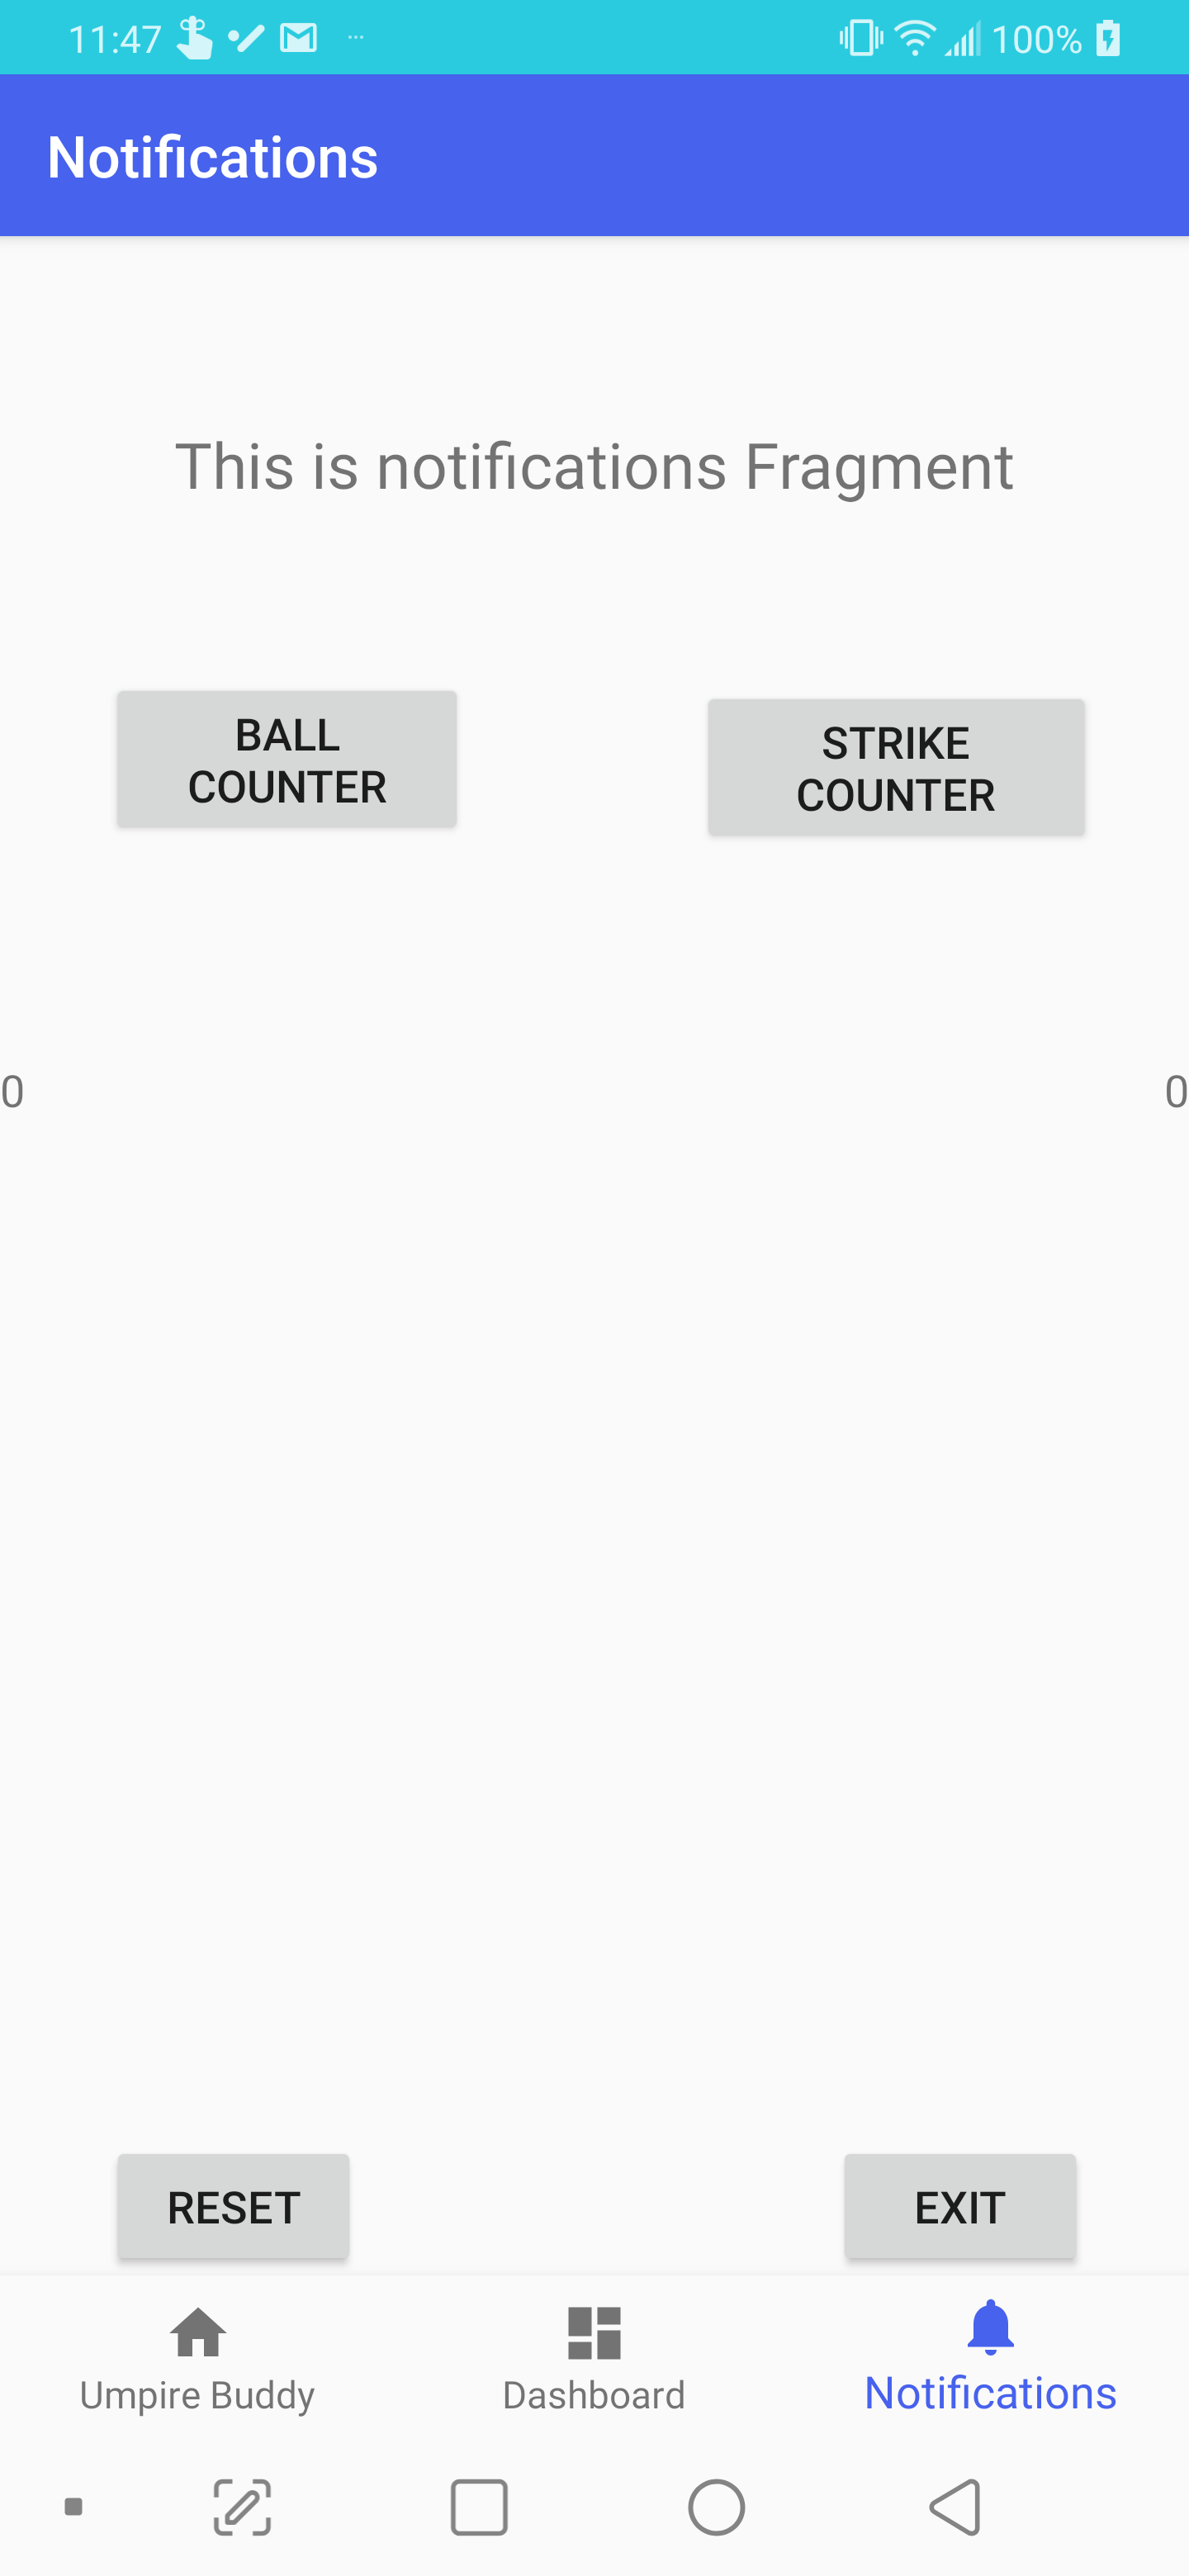 11:47 100%
Notifications
This is notifications Fragment
BALL
COUNTER
STRIKE
COUNTER
0 0
RESET EXIT
Umpire Buddy Dashboard Notifications